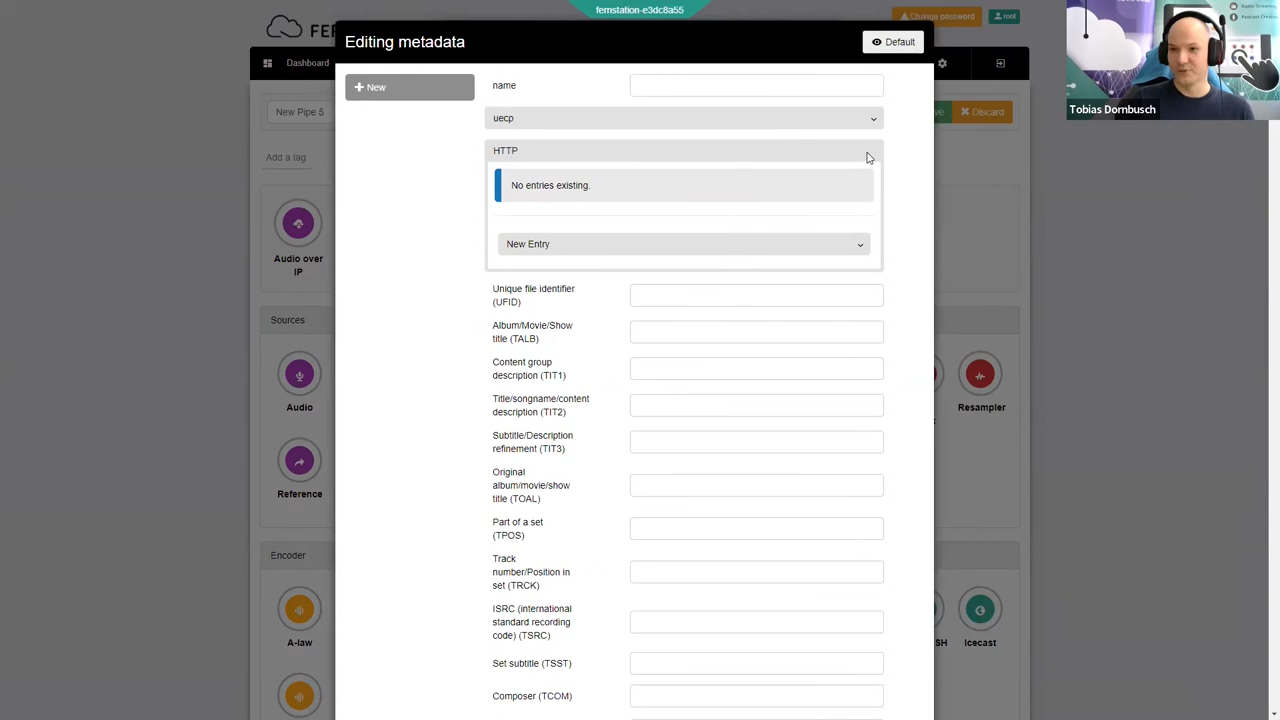 fernstation-e3dc8a55
FER
Change password
root
Editing metadata
Default
Dashboard
New
name
uecp
New Pipe 5
Discard
HTTP
Add a tag
No entries existing.
New Entry
Audio over
IP
Unique file identifier
(UFID)
Album/Movie/Show
title (TALB)
Sources
Content group
description (TIT1)
Title/songname/content
description (TIT2)
Audio
Resampler
Subtitle/Description
refinement (TIT3)
Original
album/movie/show
title (TOAL)
Reference
Part of a set
(TPOS)
Encoder
Track
number/Position in
set (TRCK)
ISRC (international
standard recording
code) (TSRC)
A-law
SH
Icecast
Set subtitle (TSST)
Composer (TCOM)
Tobias Dornbusch